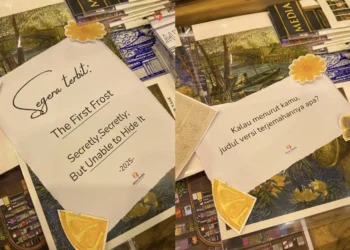 Segera terbit:
The First Frost
Secretly, Secretly;
But Unable to Hide It
-2025-
MEDIA
Kalau menurut kamu,
judul versi terjemahannya apa?